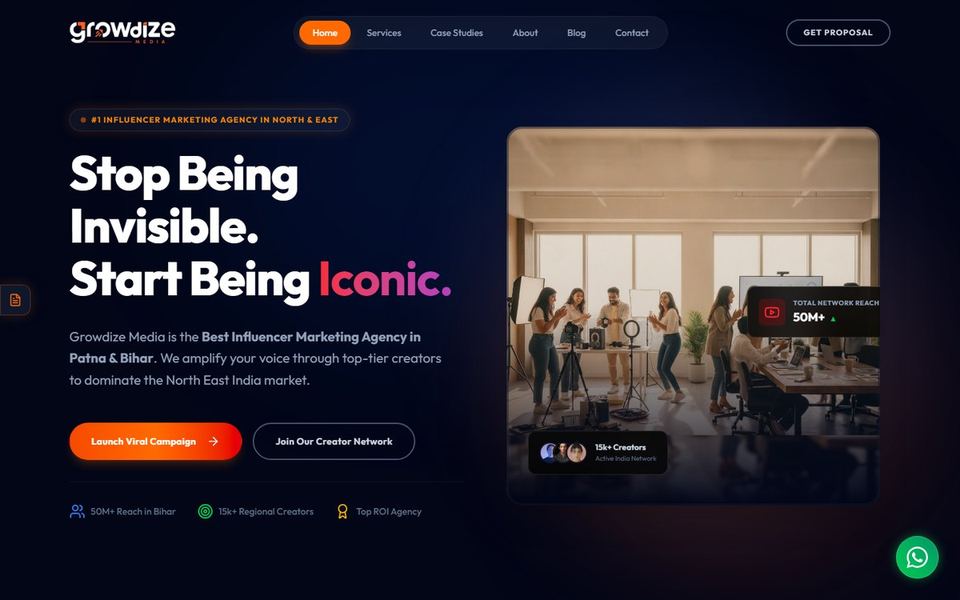 growdize
MEDIA
Home
Services
Case Studies
About
Blog
Contact
GET PROPOSAL
#1 INFLUENCER MARKETING AGENCY IN NORTH & EAST
Stop Being
Invisible.
Start Being Iconic.
Growdize Media is the Best Influencer Marketing Agency in
Patna & Bihar. We amplify your voice through top-tier creators
to dominate the North East India market.
Launch Viral Campaign
Join Our Creator Network
50M+ Reach in Bihar
15k+ Regional Creators
Top ROI Agency
TOTAL NETWORK REACH
50M+
15k+ Creators
Active India Network